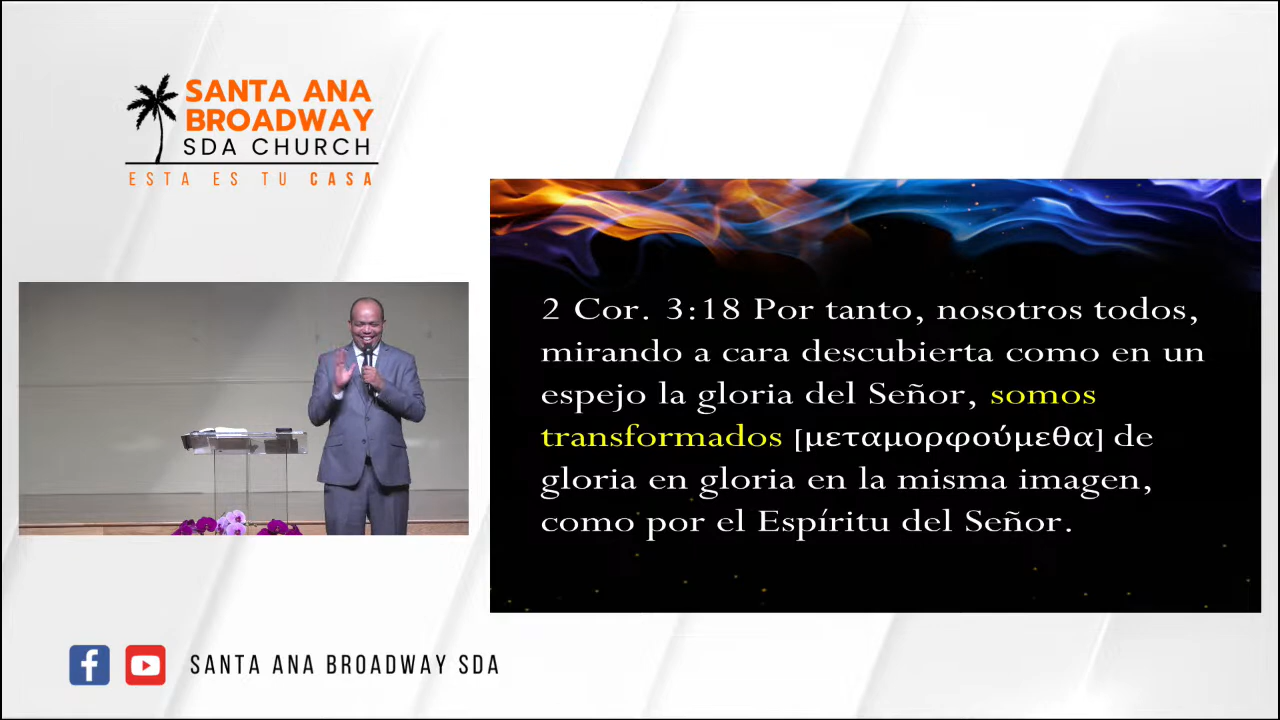 SANTA ANA
BROADWAY
SDA CHURCH
ESTA ES TU CASA
2 Cor. 3:18 Por tanto, nosotros todos,
mirando a cara descubierta como en un
espejo la gloria del Señor, somos
transformados [μεταμορφούμεθα] de
gloria en gloria en la misma imagen,
como por el Espíritu del Señor.
SANTA ANA BROADWAY SDA